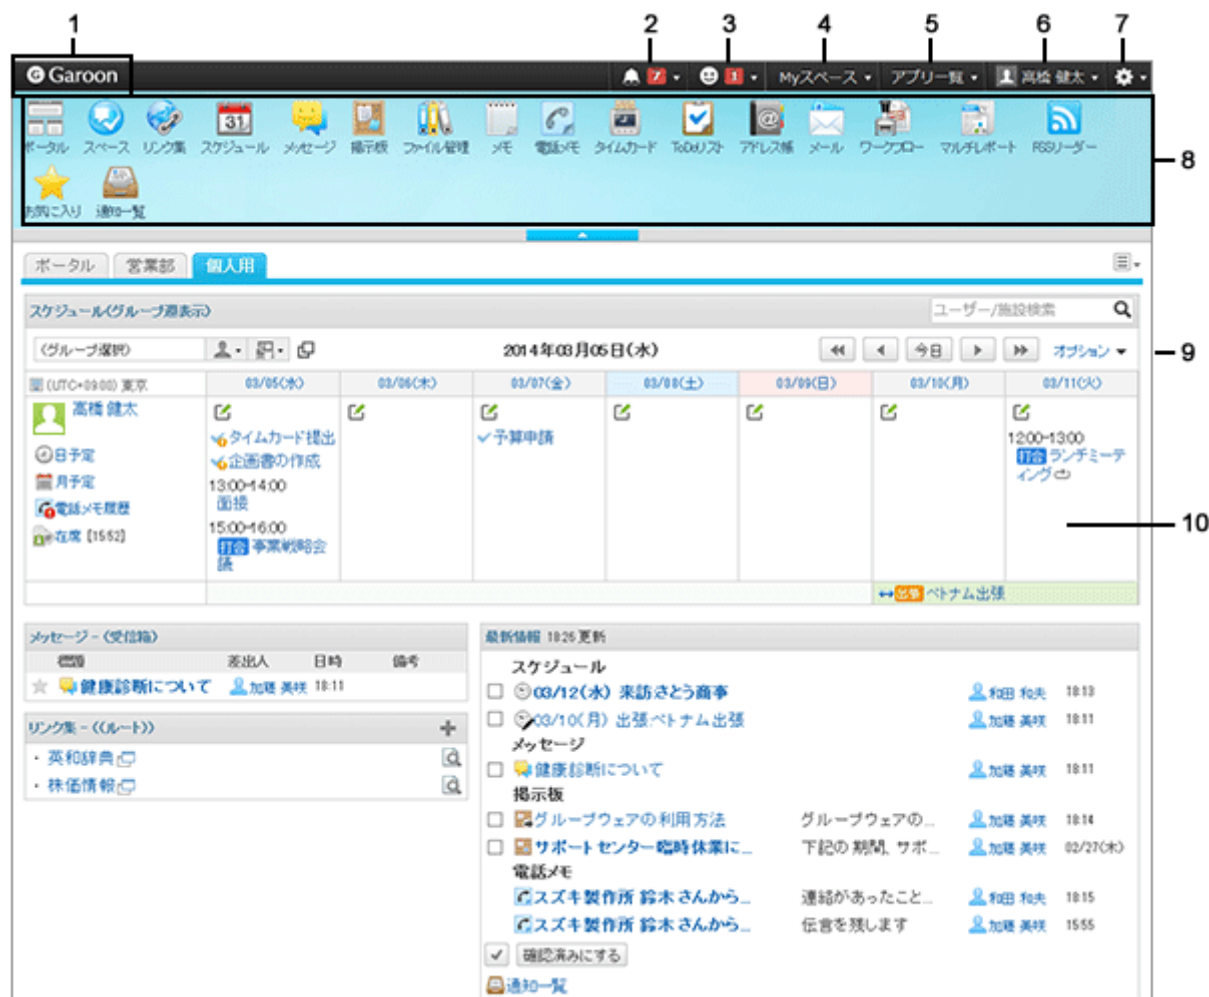 1 2 3 4 5 6 7
Garoon 7 1 Myスペース アプリ一覧 高橋 健太
ポータル スペース リンク集 スケジュール メッセージ 掲示板 ファイル管理 メモ 電話メモ タイムカード ToDoリスト アドレス帳 メール ワークフロー マルチレポート RSSリーダー
8
お気に入り 通知一覧
ポータル 営業部 個人用
スケジュール(グループ週表示) ユーザー/施設検索
(グループ選択) 2014年03月05日(水) 今日 オプション
9
(UTC+09:00) 東京 03/05(水) 03/06(木) 03/07(金) 03/08(土) 03/09(日) 03/10(月) 03/11(火)
高橋 健太
日予定
月予定
電話メモ履歴
在席 [15:52]
タイムカード提出
企画書の作成
13:00-14:00
面接
15:00-16:00
打合 事業戦略会
議
予算申請
12:00-13:00
打合 ランチミーテ
ィング
10
出張 ベトナム出張
メッセージ - (受信箱)
標題 差出人 日時 備考
健康診断について 加藤 美咲 18:11
リンク集 - ((ルート))
・ 英和辞典
・ 株価情報
最新情報 18:26 更新
スケジュール
03/12(水) 来訪さとう商事 和田 和夫 18:13
03/10(月) 出張:ベトナム出張 加藤 美咲 18:11
メッセージ
健康診断について 加藤 美咲 18:11
掲示板
グループウェアの利用方法 グループウェアの... 加藤 美咲 18:14
サポートセンター臨時休業に... 下記の期間、サポ... 加藤 美咲 02/27(木)
電話メモ
スズキ製作所 鈴木さんから... 連絡があったこと... 和田 和夫 18:15
スズキ製作所 鈴木さんから... 伝言を残します 加藤 美咲 15:55
確認済みにする
通知一覧